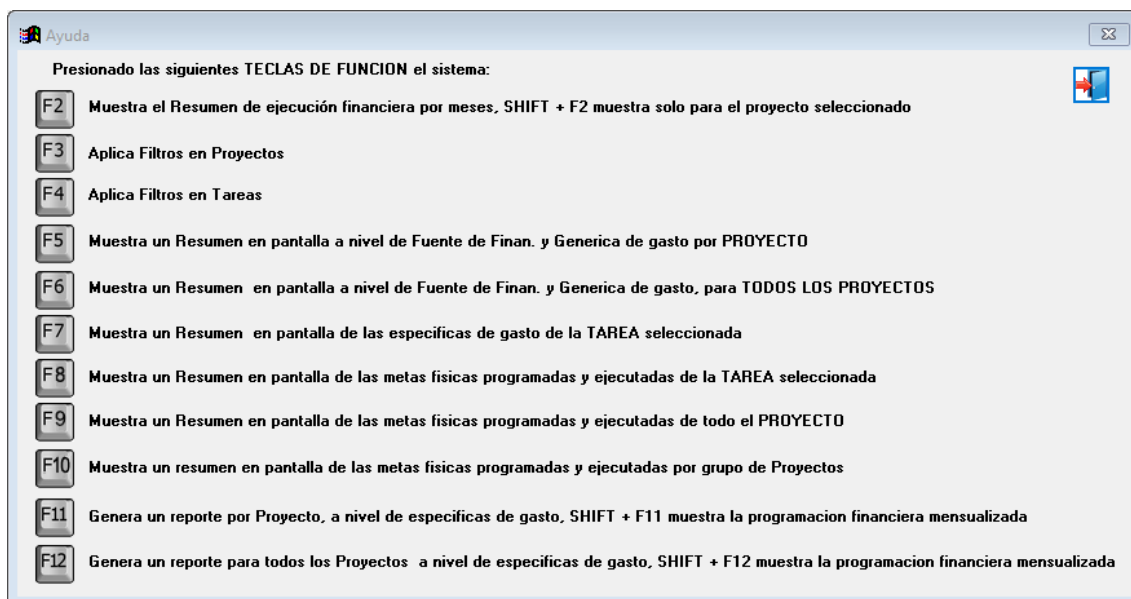 Ayuda
Presionado las siguientes TECLAS DE FUNCION el sistema:
F2 Muestra el Resumen de ejecución financiera por meses, SHIFT + F2 muestra solo para el proyecto seleccionado
F3 Aplica Filtros en Proyectos
F4 Aplica Filtros en Tareas
F5 Muestra un Resumen en pantalla a nivel de Fuente de Finan. y Generica de gasto por PROYECTO
F6 Muestra un Resumen en pantalla a nivel de Fuente de Finan. y Generica de gasto, para TODOS LOS PROYECTOS
F7 Muestra un Resumen en pantalla de las especificas de gasto de la TAREA seleccionada
F8 Muestra un Resumen en pantalla de las metas fisicas programadas y ejecutadas de la TAREA seleccionada
F9 Muestra un Resumen en pantalla de las metas fisicas programadas y ejecutadas de todo el PROYECTO
F10 Muestra un resumen en pantalla de las metas fisicas programadas y ejecutadas por grupo de Proyectos
F11 Genera un reporte por Proyecto, a nivel de especificas de gasto, SHIFT + F11 muestra la programacion financiera mensualizada
F12 Genera un reporte para todos los Proyectos a nivel de especificas de gasto, SHIFT + F12 muestra la programacion financiera mensualizada